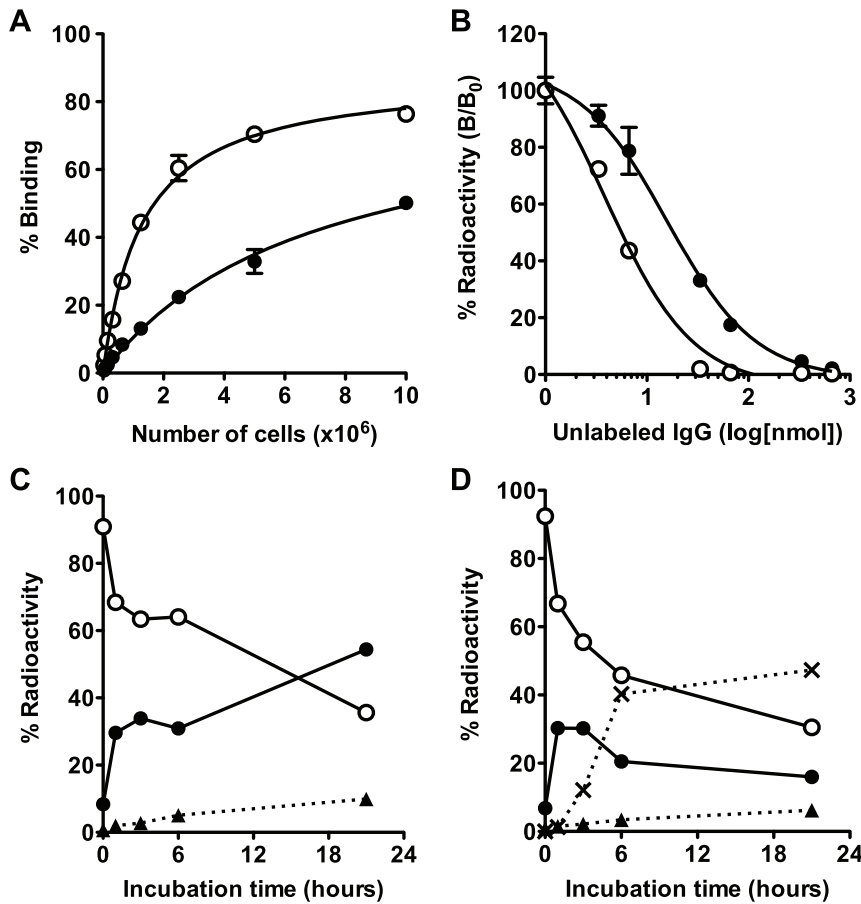 A
100
80
60
40
20
0
% Binding
0 2 4 6 8 10
Number of cells (x10⁶)
B
120
100
80
60
40
20
0
% Radioactivity (B/B₀)
0 1 2 3
Unlabeled IgG (log[nmol])
C
100
80
60
40
20
0
% Radioactivity
0 6 12 18 24
Incubation time (hours)
D
100
80
60
40
20
0
% Radioactivity
0 6 12 18 24
Incubation time (hours)